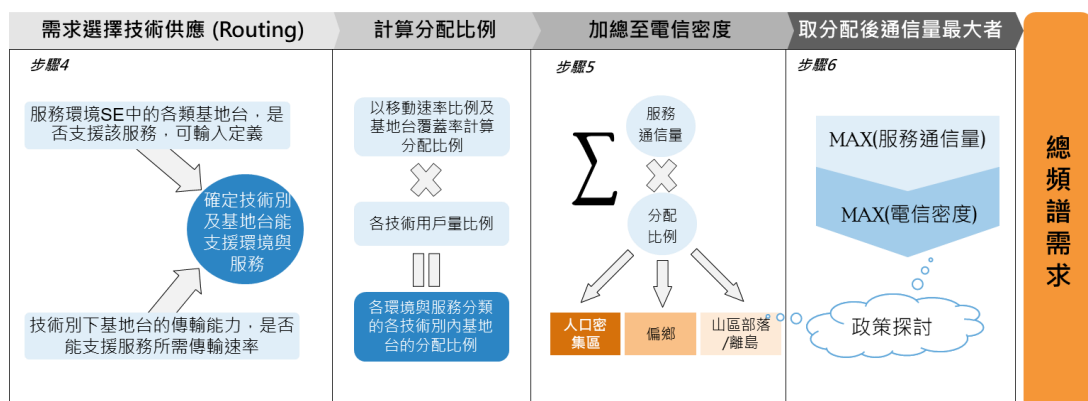 需求選擇技術供應 (Routing)
計算分配比例
加總至電信密度
取分配後通信量最大者
步驟4
服務環境SE中的各類基地台，是
否支援該服務，可輸入定義
確定技術別
及基地台能
支援環境與
服務
技術別下基地台的傳輸能力，是否
能支援服務所需傳輸速率
以移動速率比例及
基地台覆蓋率計算
分配比例
各技術用戶量比例
各環境與服務分類
的各技術別內基地
台的分配比例
步驟5
∑
服務
通信量
分配
比例
人口密
集區
偏鄉
山區部落
/離島
步驟6
MAX(服務通信量)
MAX(電信密度)
政策探討
總頻譜需求